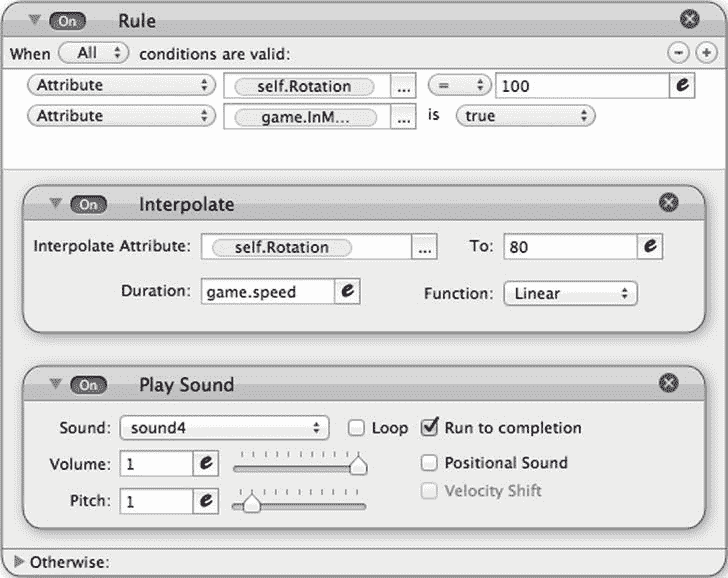 On Rule
When All conditions are valid: - +
Attribute self.Rotation ... = 100 e
Attribute game.InM... ... is true
On Interpolate
Interpolate Attribute: self.Rotation ... To: 80 e
Duration: game.speed e Function: Linear
On Play Sound
Sound: sound4 Loop Run to completion
Volume: 1 e Positional Sound
Pitch: 1 e Velocity Shift
Otherwise: